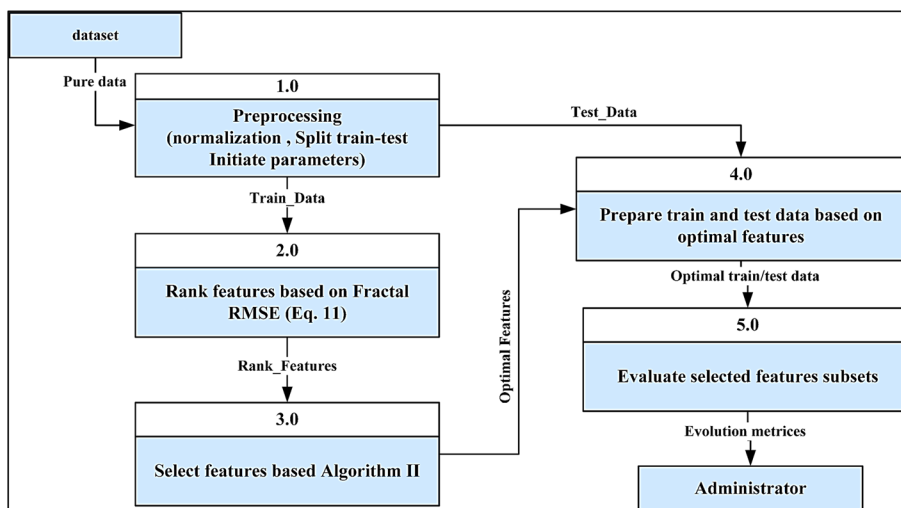 dataset
Pure data
1.0
Preprocessing
(normalization , Split train-test
Initiate parameters)
Test_Data
Train_Data
2.0
Rank features based on Fractal
RMSE (Eq. 11)
Rank_Features
3.0
Select features based Algorithm II
Optimal Features
4.0
Prepare train and test data based on
optimal features
Optimal train/test data
5.0
Evaluate selected features subsets
Evolution metrices
Administrator